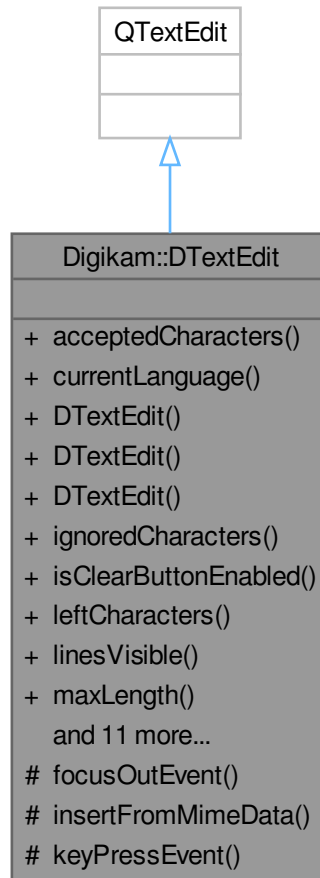 QTextEdit
Digikam::DTextEdit
+ acceptedCharacters()
+ currentLanguage()
+ DTextEdit()
+ DTextEdit()
+ DTextEdit()
+ ignoredCharacters()
+ isClearButtonEnabled()
+ leftCharacters()
+ linesVisible()
+ maxLength()
and 11 more...
# focusOutEvent()
# insertFromMimeData()
# keyPressEvent()